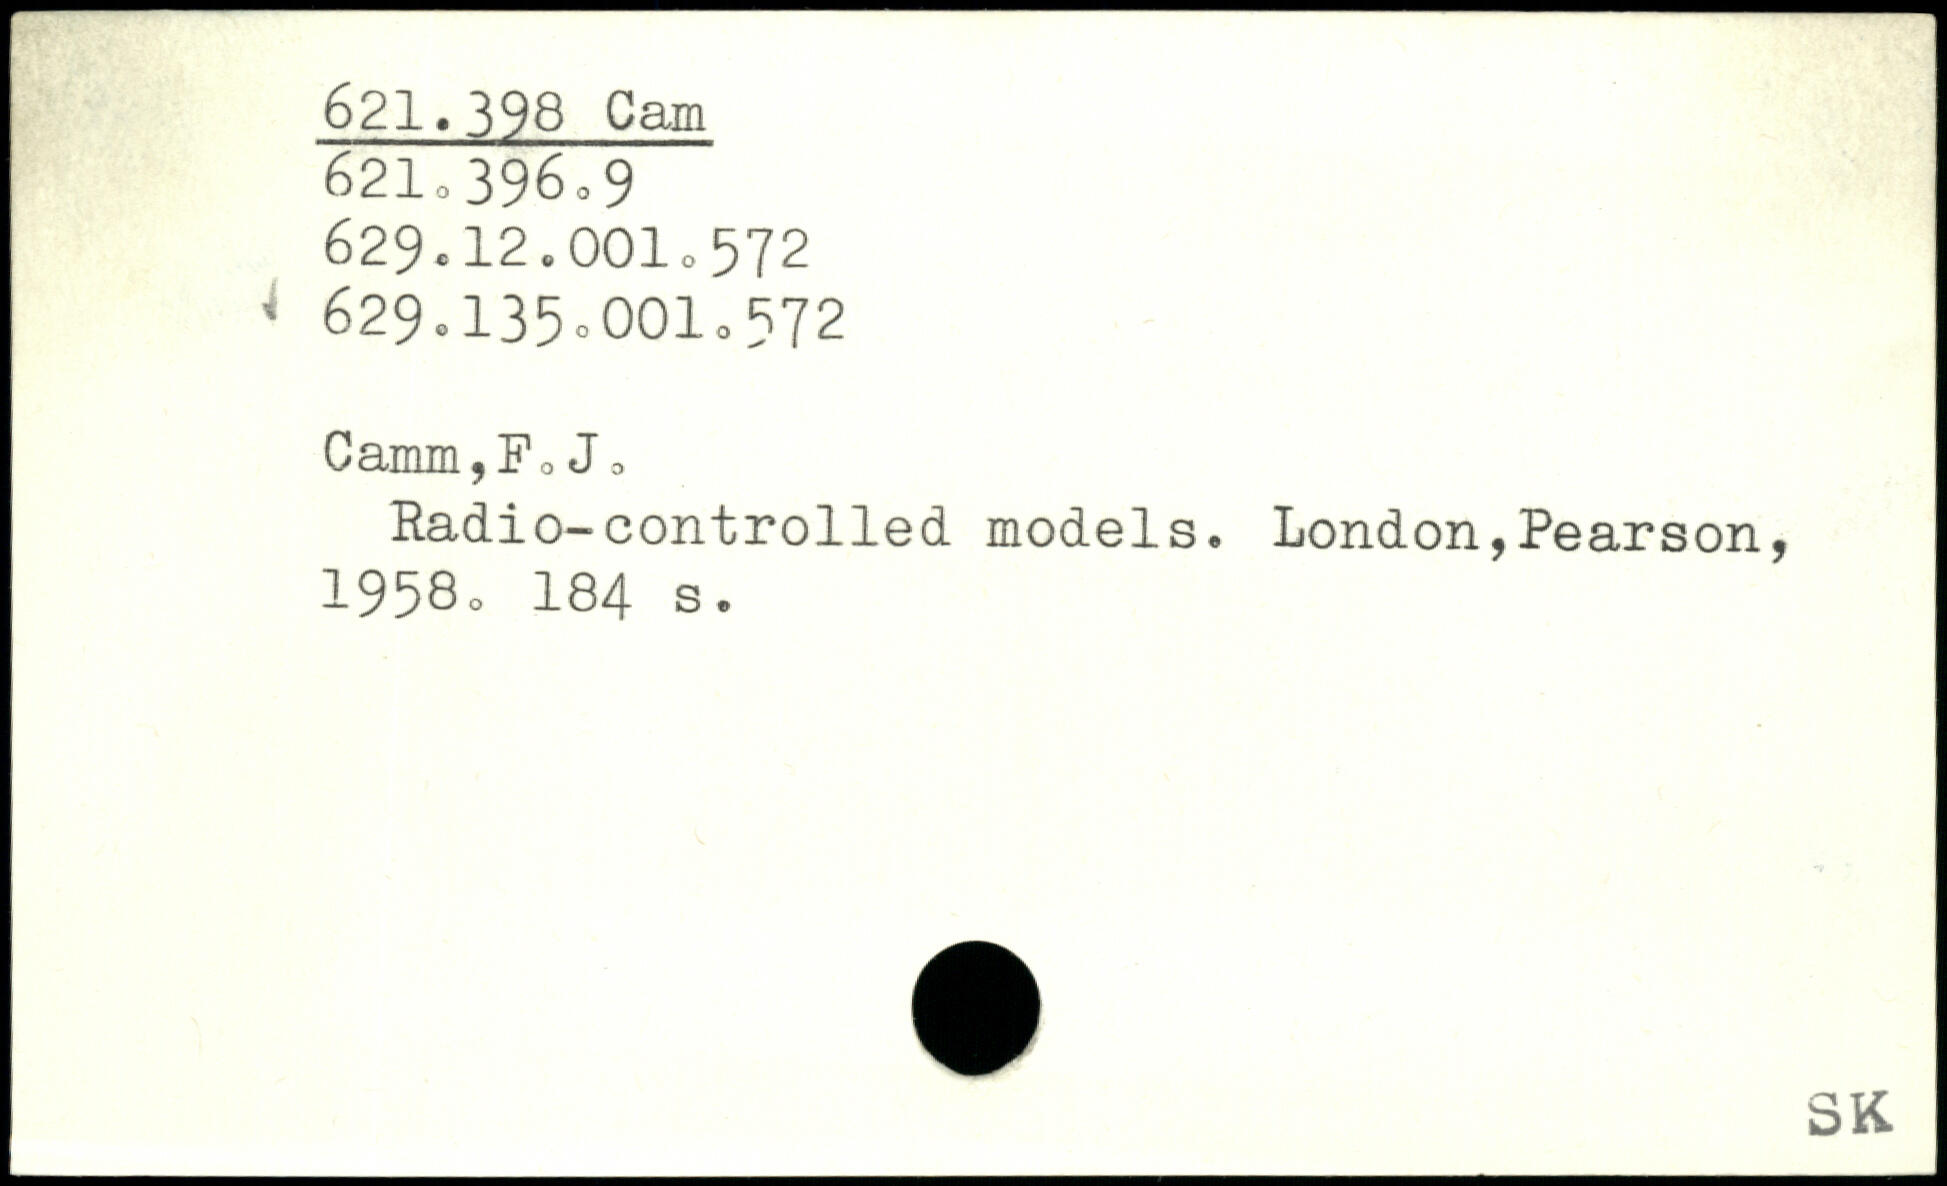 621.398 Cam
621.396.9
629.12.001.572
629.135.001.572
Camm,F.J.
Radio-controlled models. London,Pearson,
1958. 184 s.
SK